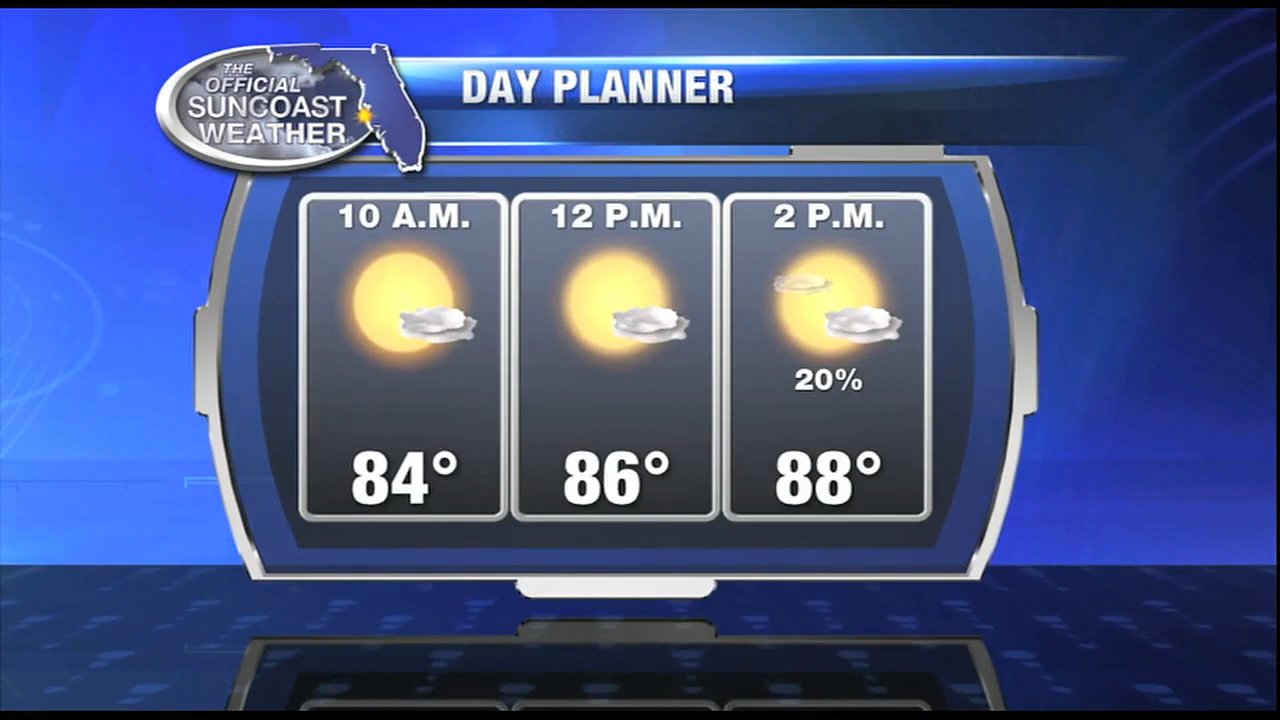 THE
OFFICIAL
SUNCOAST
WEATHER
DAY PLANNER
10 A.M.
84°
12 P.M.
86°
2 P.M.
20%
88°